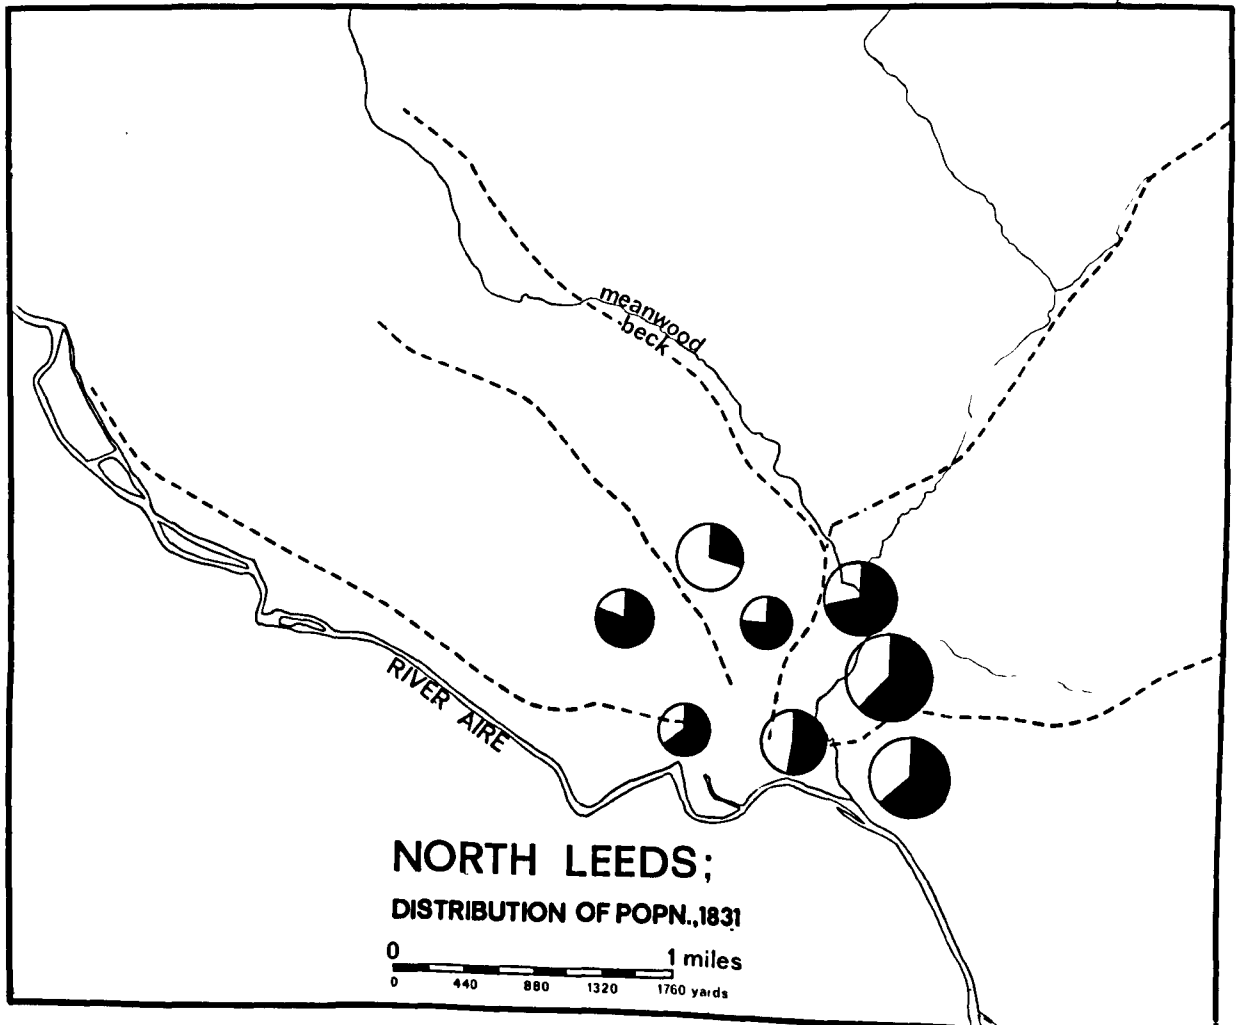 meanwood
beck
RIVER AIRE
NORTH LEEDS;
DISTRIBUTION OF POPN.,1831
0 1 miles
0 440 880 1320 1760 yards